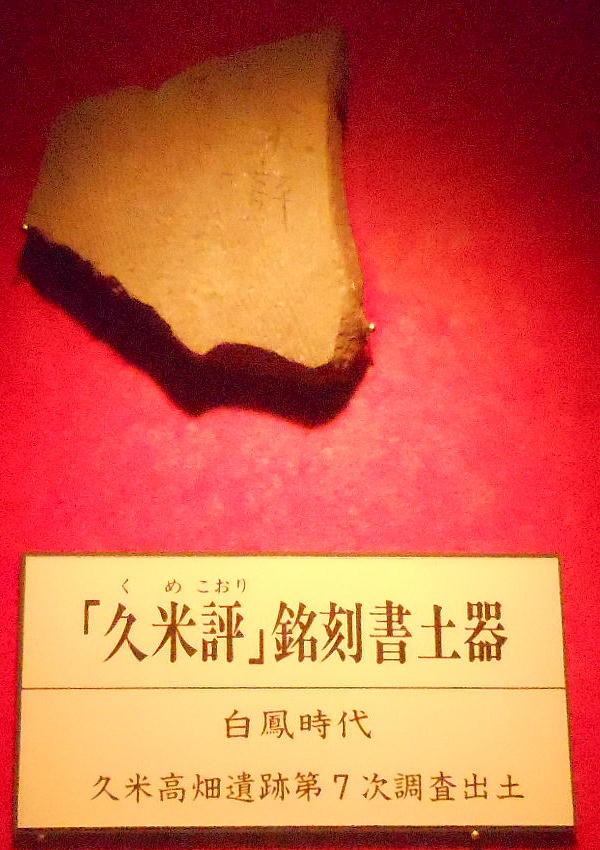 評
く め こおり
「久米評」銘刻書土器
白鳳時代
久米高畑遺跡第7次調査出土